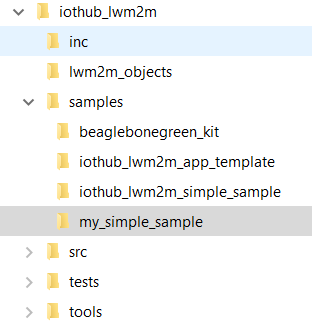 iothub_lwm2m
inc
lwm2m_objects
samples
beaglebonegreen_kit
iothub_lwm2m_app_template
iothub_lwm2m_simple_sample
my_simple_sample
src
tests
tools